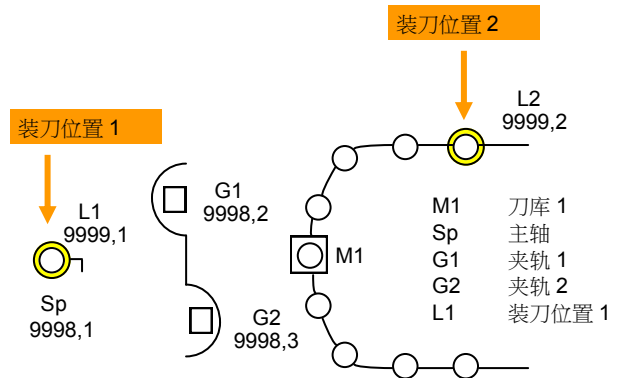 装刀位置 2
L2
9999,2
装刀位置 1
L1
9999,1
G1
9998,2
M1
Sp
9998,1
G2
9998,3
M1 刀库 1
Sp 主轴
G1 夹轨 1
G2 夹轨 2
L1 装刀位置 1